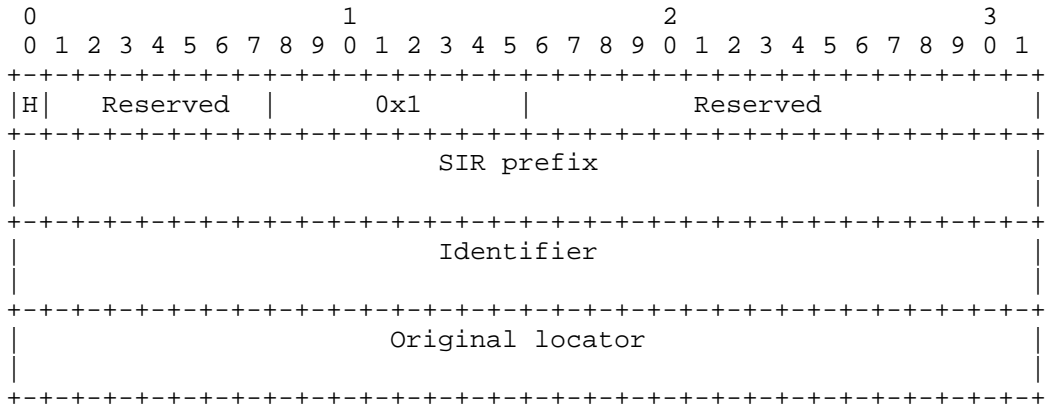 0                   1                   2                   3
 0 1 2 3 4 5 6 7 8 9 0 1 2 3 4 5 6 7 8 9 0 1 2 3 4 5 6 7 8 9 0 1
+-+-+-+-+-+-+-+-+-+-+-+-+-+-+-+-+-+-+-+-+-+-+-+-+-+-+-+-+-+-+-+-+
|H|   Reserved  |      0x1      |          Reserved             |
+-+-+-+-+-+-+-+-+-+-+-+-+-+-+-+-+-+-+-+-+-+-+-+-+-+-+-+-+-+-+-+-+
|                          SIR prefix                           |
|                                                               |
+-+-+-+-+-+-+-+-+-+-+-+-+-+-+-+-+-+-+-+-+-+-+-+-+-+-+-+-+-+-+-+-+
|                          Identifier                           |
|                                                               |
+-+-+-+-+-+-+-+-+-+-+-+-+-+-+-+-+-+-+-+-+-+-+-+-+-+-+-+-+-+-+-+-+
|                       Original locator                        |
|                                                               |
+-+-+-+-+-+-+-+-+-+-+-+-+-+-+-+-+-+-+-+-+-+-+-+-+-+-+-+-+-+-+-+-+